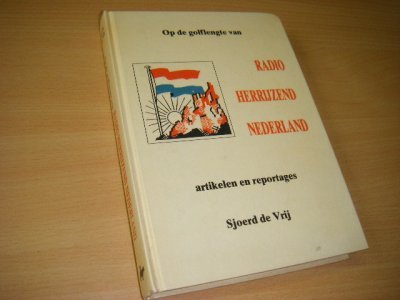 Op de golflengte van
RADIO
HERRIJZEND
NEDERLAND
artikelen en reportages
Sjoerd de Vrij